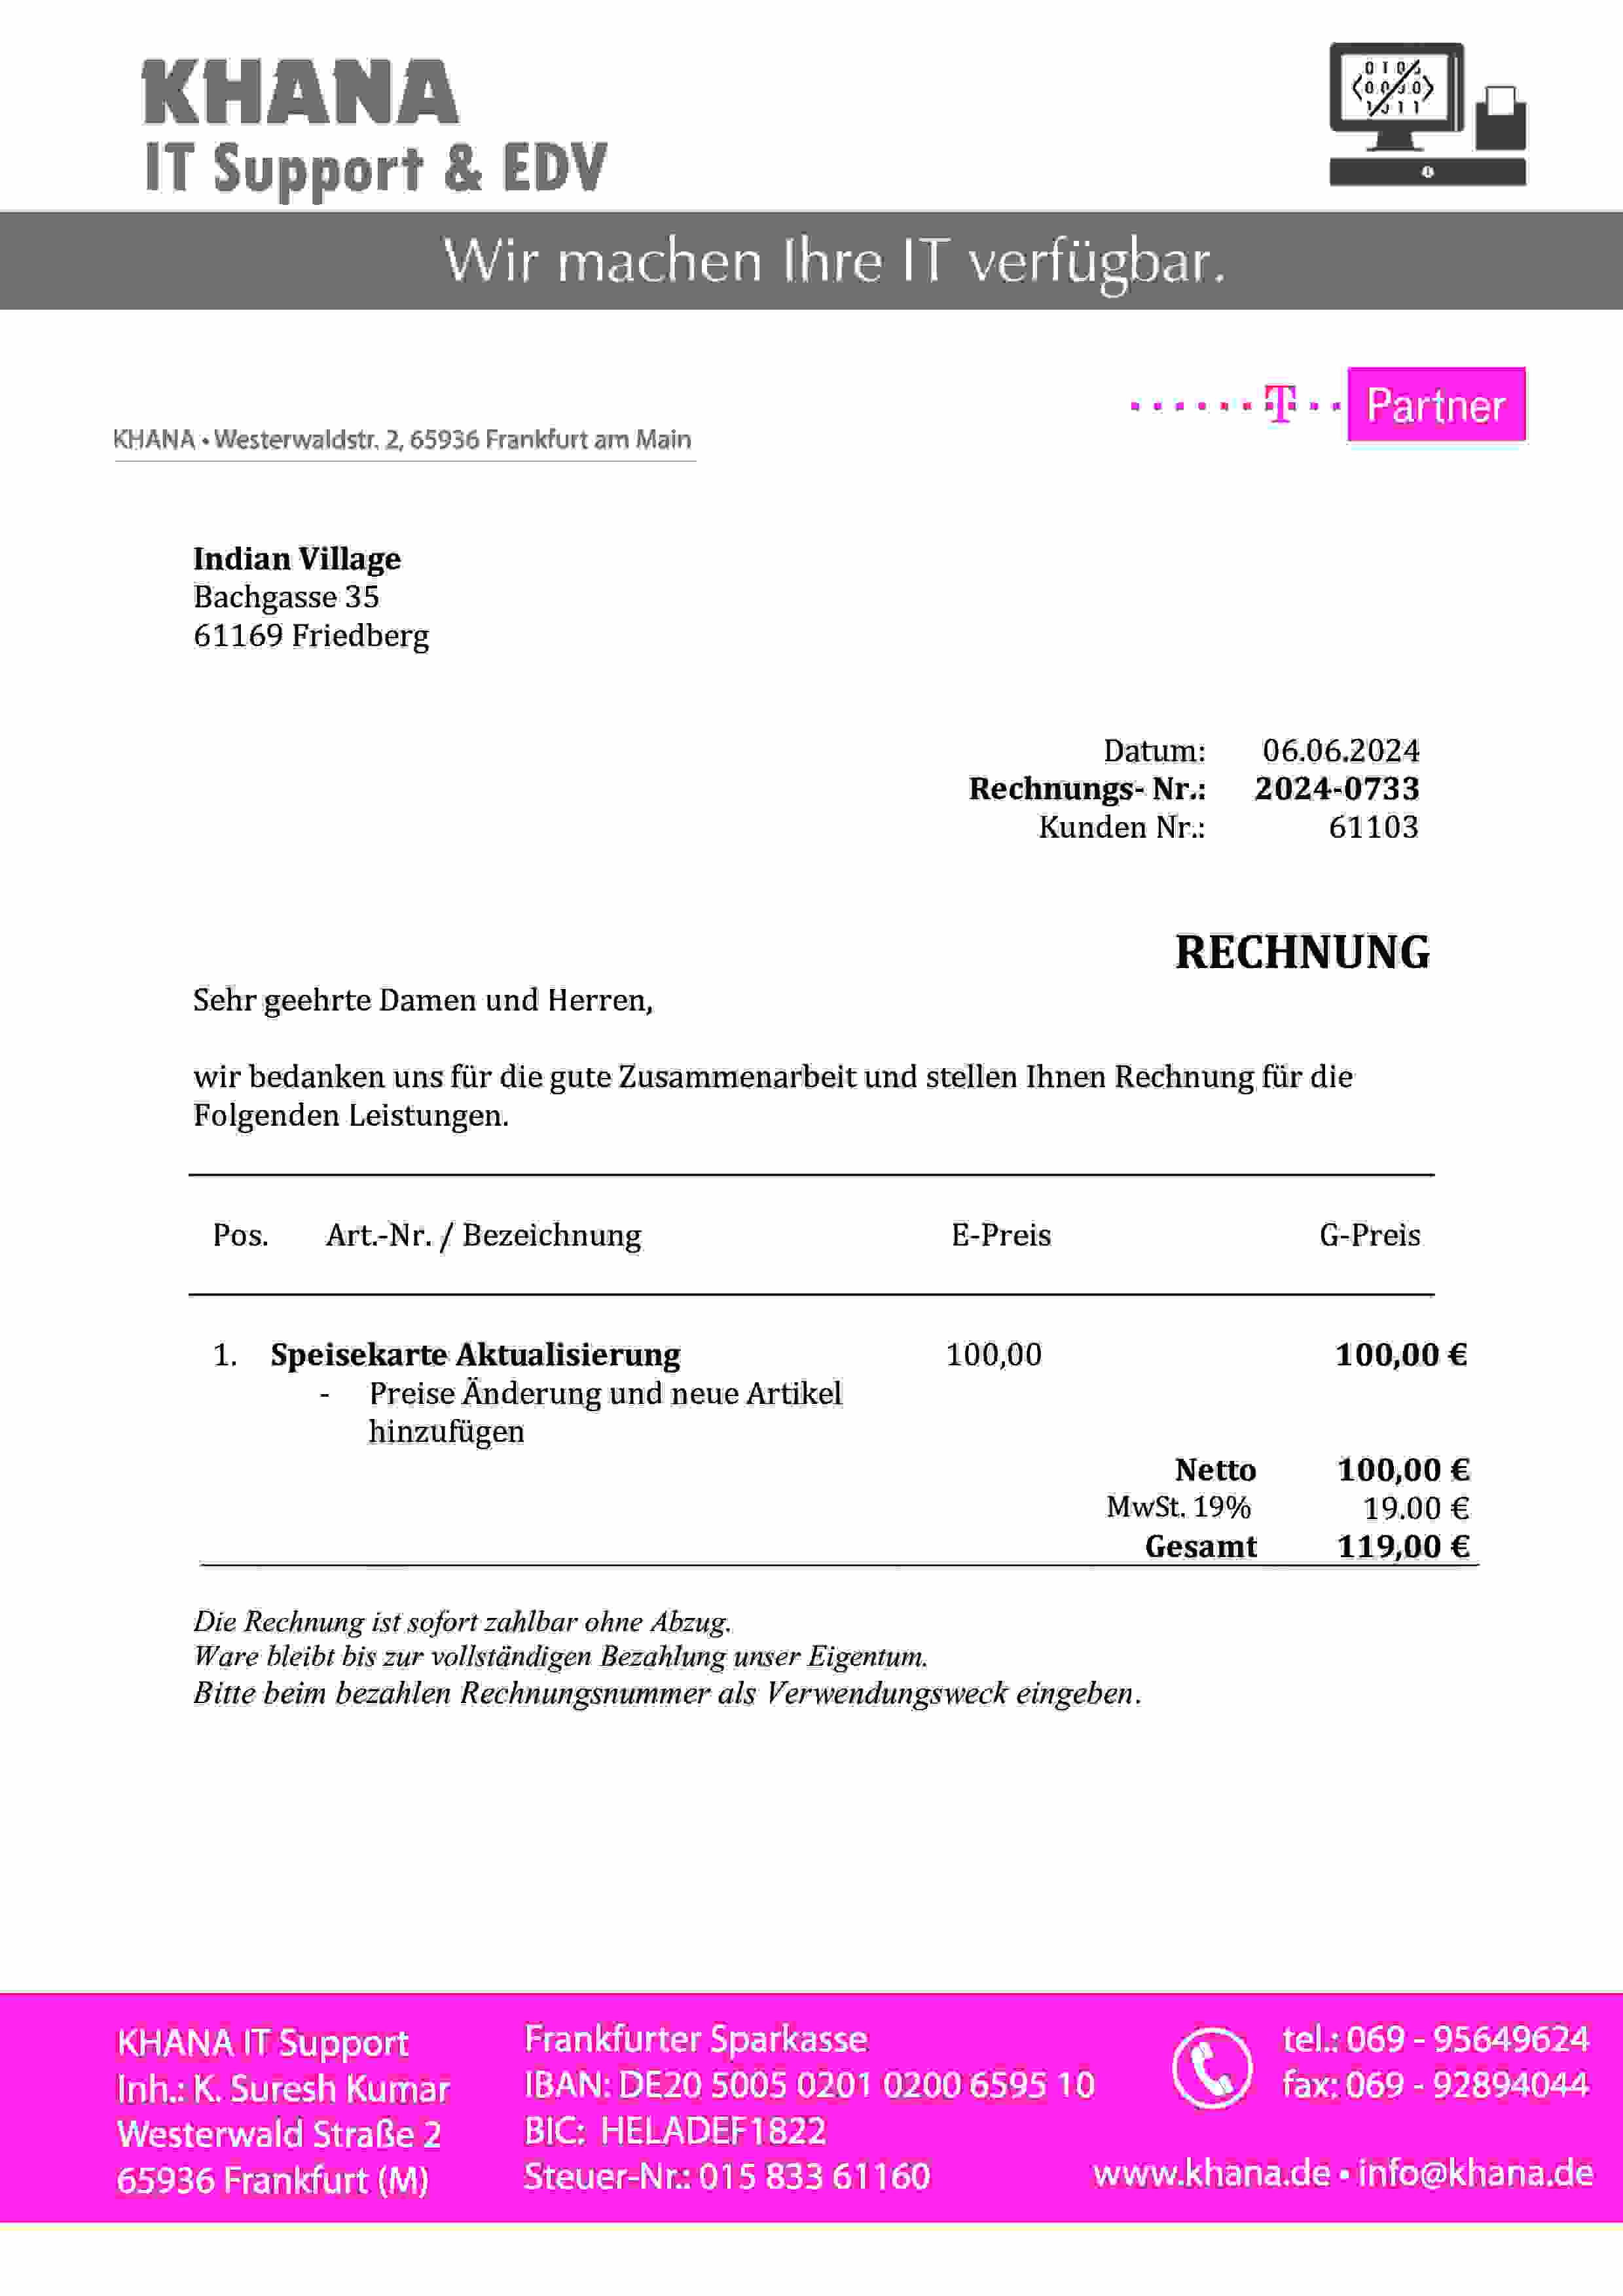 KHANA
IT Support & EDV
Wir machen Ihre IT verfügbar.
T Partner
KHANA • Westerwaldstr. 2, 65936 Frankfurt am Main
Indian Village
Bachgasse 35
61169 Friedberg
Datum: 06.06.2024
Rechnungs- Nr.: 2024-0733
Kunden Nr.: 61103
RECHNUNG
Sehr geehrte Damen und Herren,
wir bedanken uns für die gute Zusammenarbeit und stellen Ihnen Rechnung für die
Folgenden Leistungen.
Pos. Art.-Nr. / Bezeichnung E-Preis G-Preis
1. Speisekarte Aktualisierung 100,00 100,00 €
- Preise Änderung und neue Artikel
hinzufügen
Netto 100,00 €
MwSt. 19% 19.00 €
Gesamt 119,00 €
Die Rechnung ist sofort zahlbar ohne Abzug.
Ware bleibt bis zur vollständigen Bezahlung unser Eigentum.
Bitte beim bezahlen Rechnungsnummer als Verwendungsweck eingeben.
KHANA IT Support
Inh.: K. Suresh Kumar
Westerwald Straße 2
65936 Frankfurt (M)
Frankfurter Sparkasse
IBAN: DE20 5005 0201 0200 6595 10
BIC: HELADEF1822
Steuer-Nr.: 015 833 61160
tel.: 069 - 95649624
fax: 069 - 92894044
www.khana.de • info@khana.de